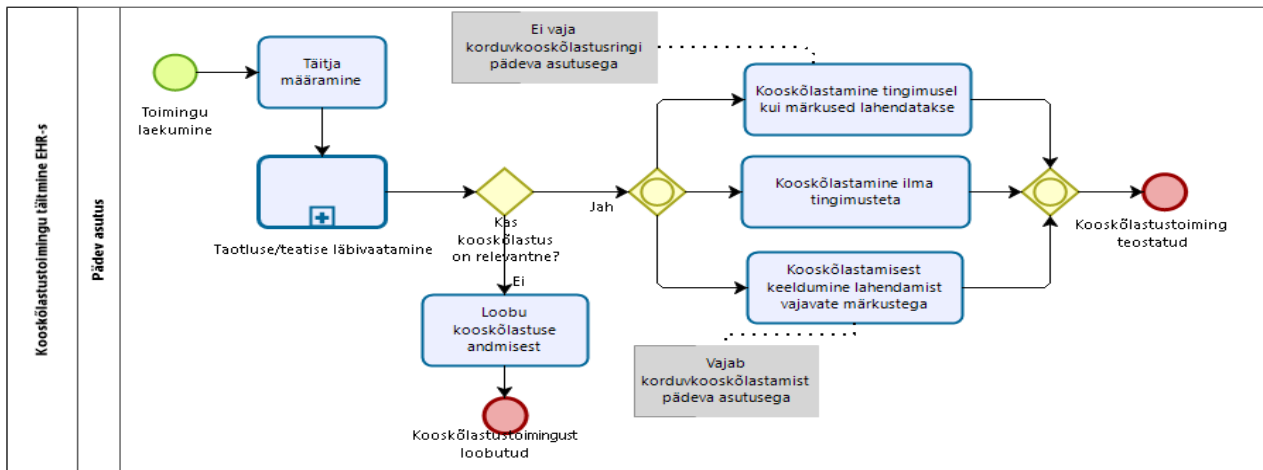 Kooskõlastustoimingu täitmine EHR-s
Pädev asutus
Toimingu
laekumine
Täitja
määramine
Taotluse/teatise läbivaatamine
Kas
kooskõlastus
on relevantne?
Jah
Ei
Loobu
kooskõlastuse
andmisest
Kooskõlastustoimingust
loobutud
Ei vaja
korduvkooskõlastusringi
pädeva asutusega
Kooskõlastamine tingimusel
kui märkused lahendatakse
Kooskõlastamine ilma
tingimusteta
Kooskõlastamisest
keeldumine lahendamist
vajavate märkustega
Vajab
korduvkooskõlastamist
pädeva asutusega
Kooskõlastustoiming
teostatud